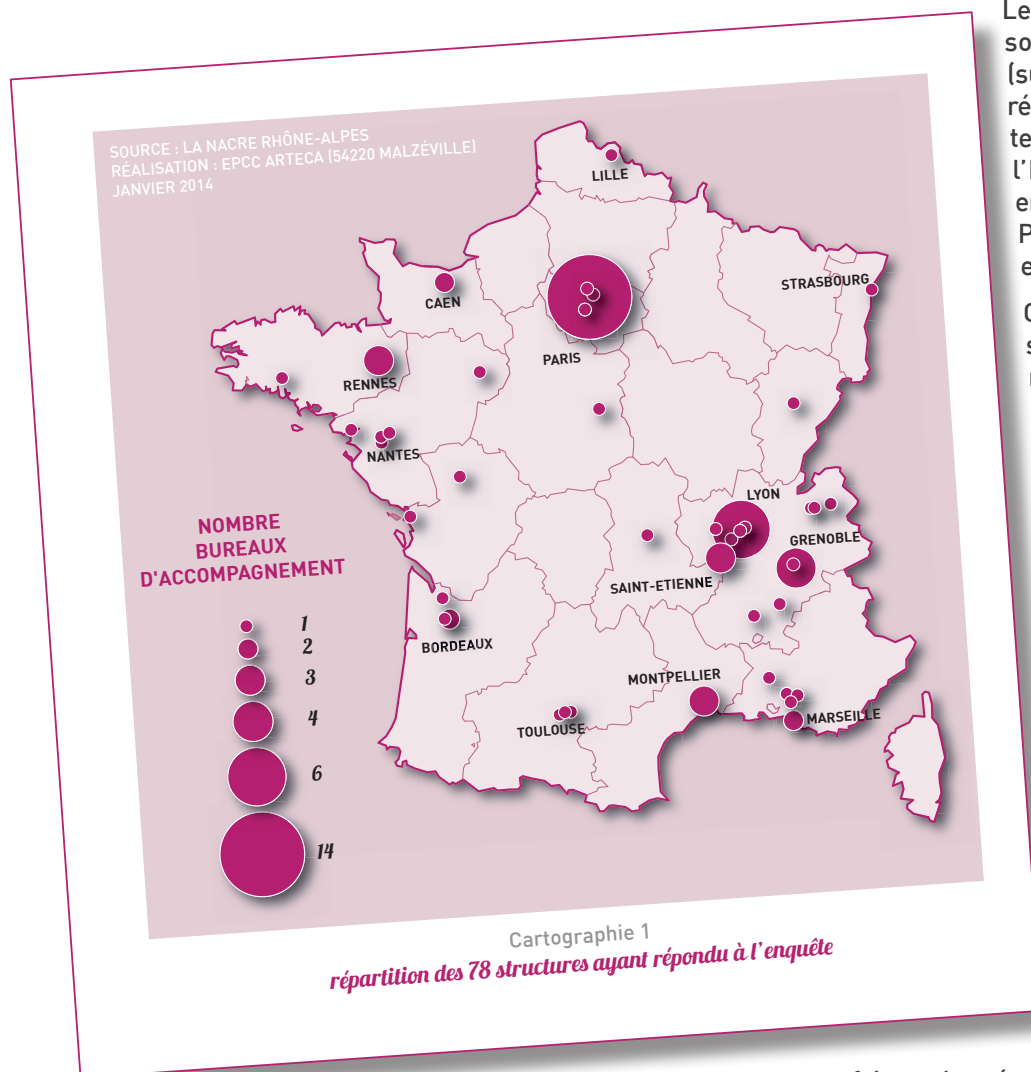 SOURCE : LA NACRE RHÔNE-ALPES
RÉALISATION : EPCC ARTECA (54220 MALZÉVILLE)
JANVIER 2014
LILLE
STRASBOURG
CAEN
PARIS
RENNES
NANTES
LYON
GRENOBLE
SAINT-ETIENNE
BORDEAUX
MONTPELLIER
TOULOUSE
MARSEILLE
NOMBRE
BUREAUX
D'ACCOMPAGNEMENT
1
2
3
4
6
14
Cartographie 1
répartition des 78 structures ayant répondu à l'enquête
Le